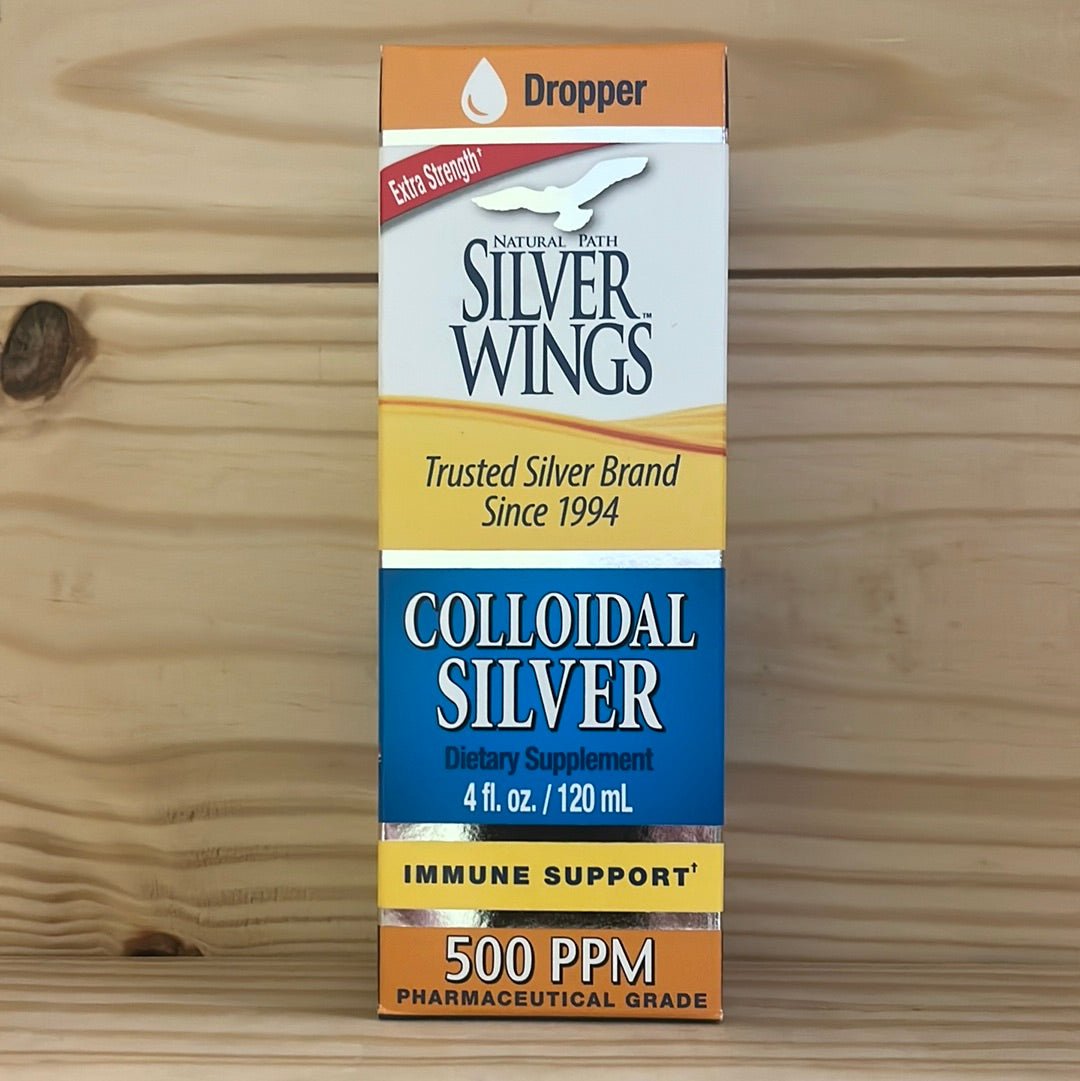 Dropper
Extra Strength†
NATURAL PATH
SILVER
WINGS™
Trusted Silver Brand
Since 1994
COLLOIDAL
SILVER
Dietary Supplement
4 fl. oz. / 120 mL
IMMUNE SUPPORT†
500 PPM
PHARMACEUTICAL GRADE